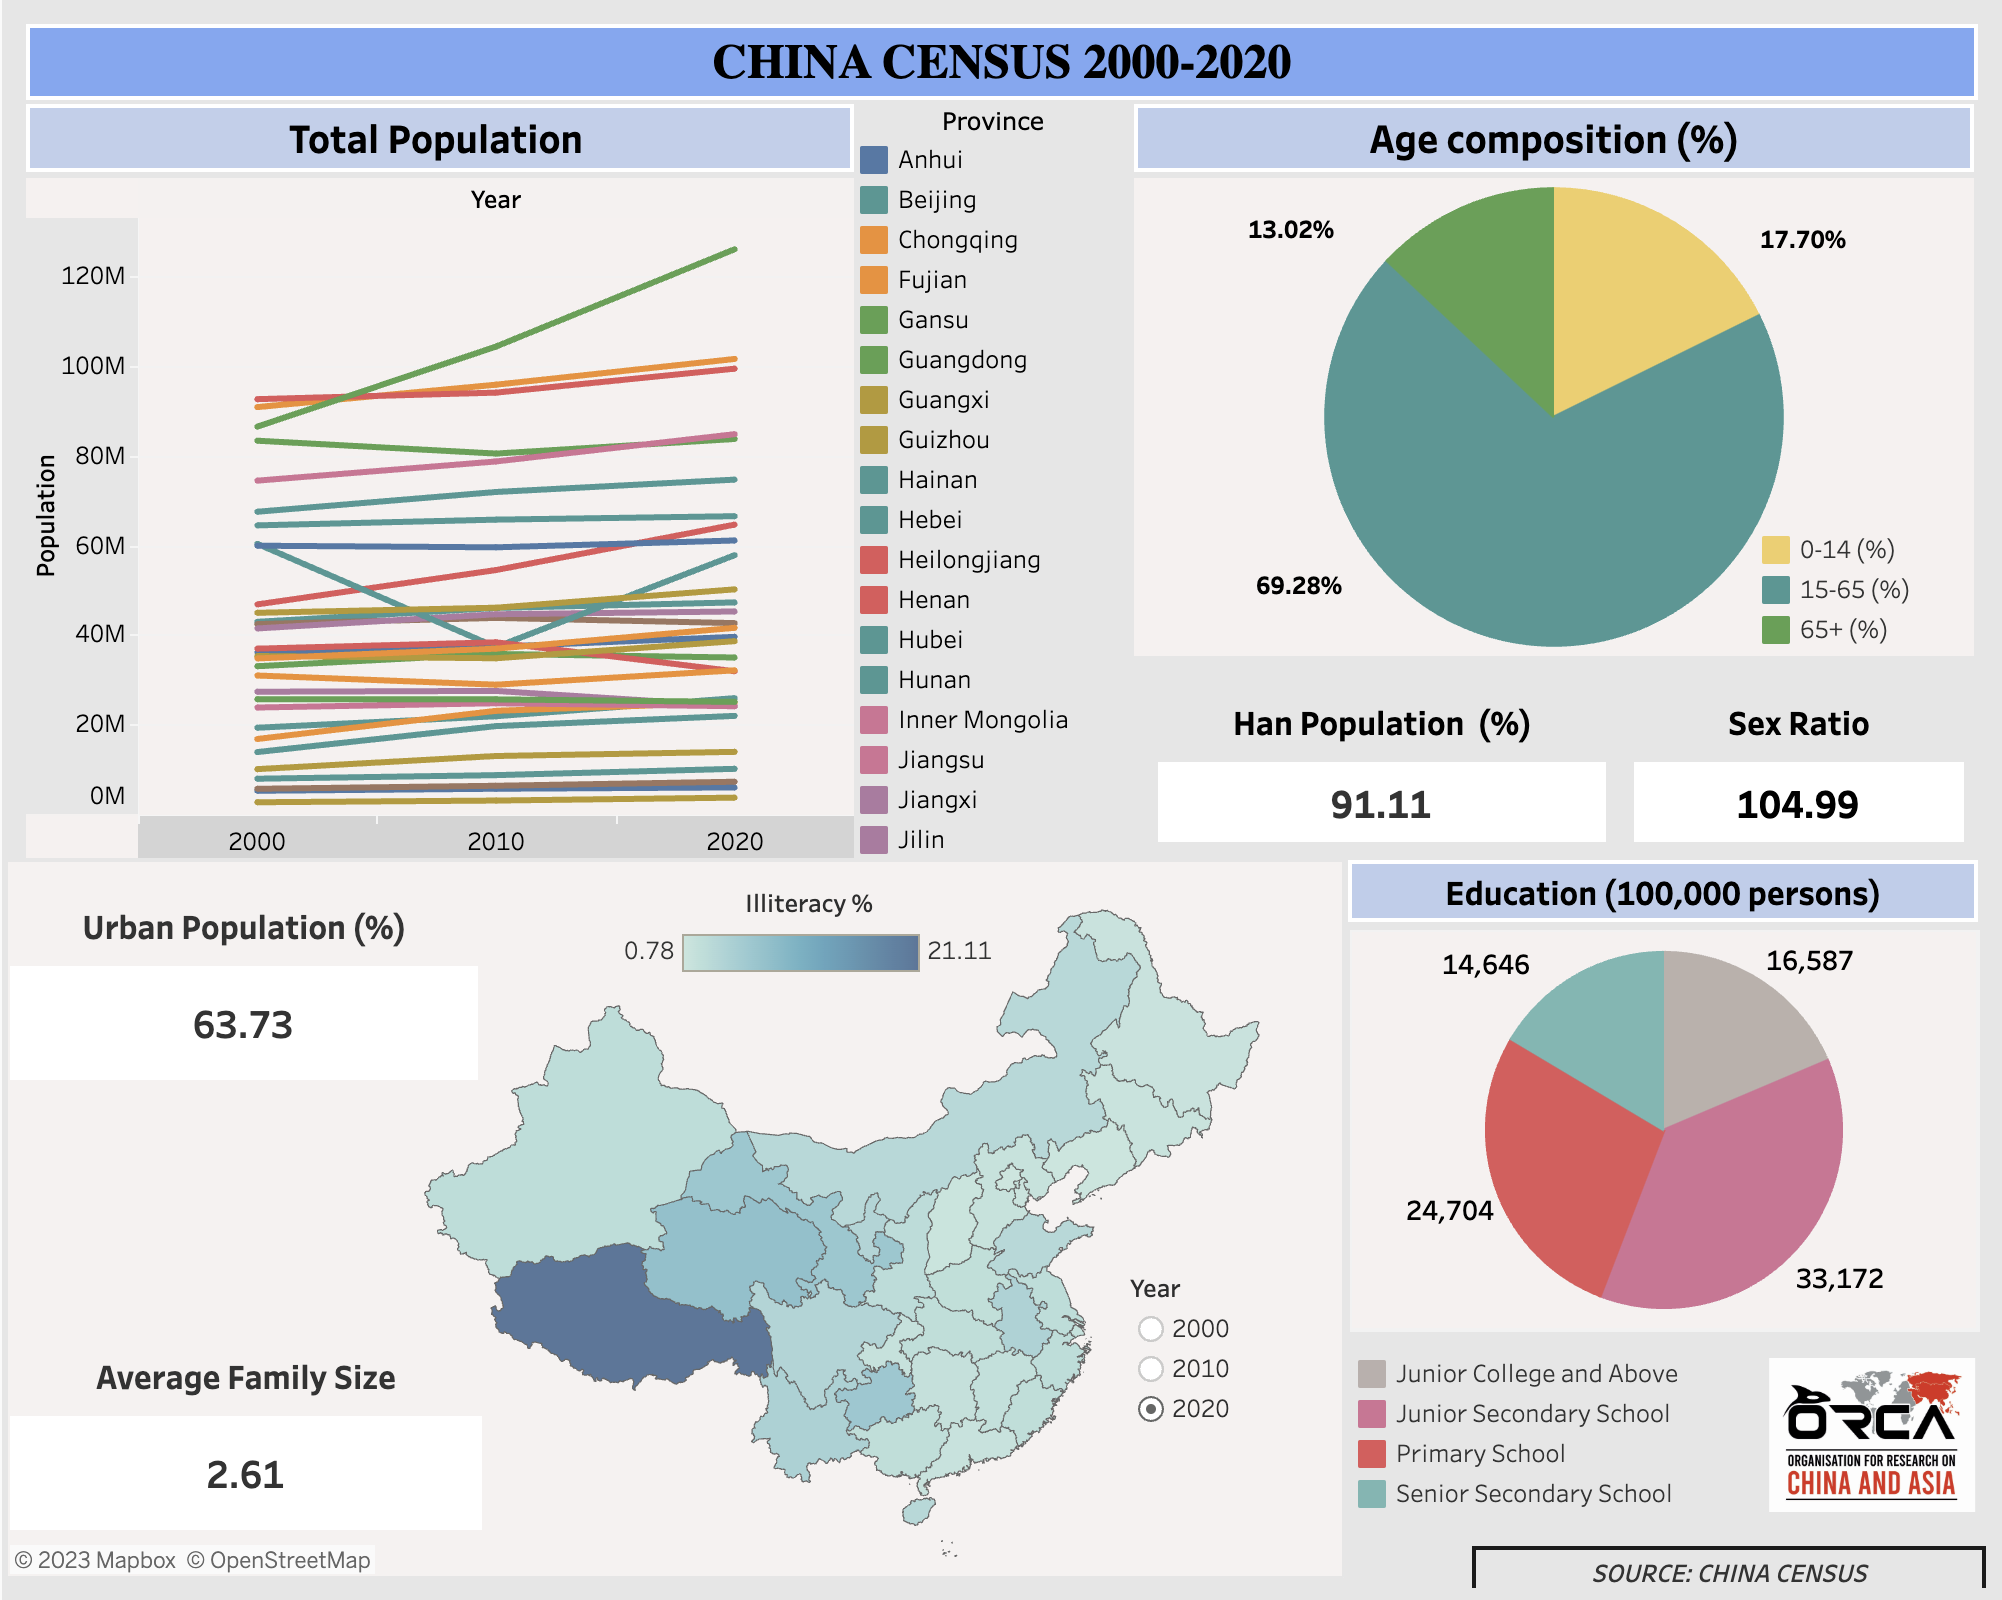 CHINA CENSUS 2000-2020
Total Population
Year
120M
100M
80M
60M
40M
20M
0M
Population
2000
2010
2020
Province
Anhui
Beijing
Chongqing
Fujian
Gansu
Guangdong
Guangxi
Guizhou
Hainan
Hebei
Heilongjiang
Henan
Hubei
Hunan
Inner Mongolia
Jiangsu
Jiangxi
Jilin
Age composition (%)
13.02%
17.70%
69.28%
0-14 (%)
15-65 (%)
65+ (%)
Han Population (%)
91.11
Sex Ratio
104.99
Urban Population (%)
63.73
Average Family Size
2.61
Illiteracy %
0.78
21.11
Year
2000
2010
2020
© 2023 Mapbox © OpenStreetMap
Education (100,000 persons)
14,646
16,587
24,704
33,172
Junior College and Above
Junior Secondary School
Primary School
Senior Secondary School
ORCA
ORGANISATION FOR RESEARCH ON
CHINA AND ASIA
SOURCE: CHINA CENSUS